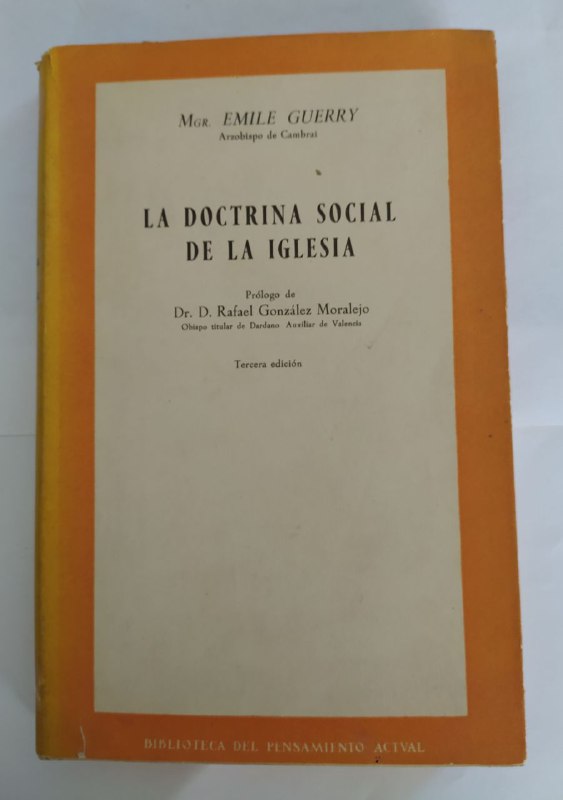 MGR. EMILE GUERRY
Arzobispo de Cambrai
LA DOCTRINA SOCIAL
DE LA IGLESIA
Prólogo de
Dr. D. Rafael González Moralejo
Obispo titular de Dardano Auxiliar de Valencia
Tercera edición
BIBLIOTECA DEL PENSAMIENTO ACTVAL